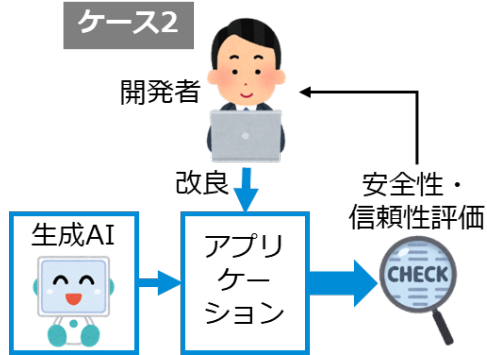 ケース2
開発者
改良
安全性・
信頼性評価
生成AI
アプリ
ケー
ション
CHECK